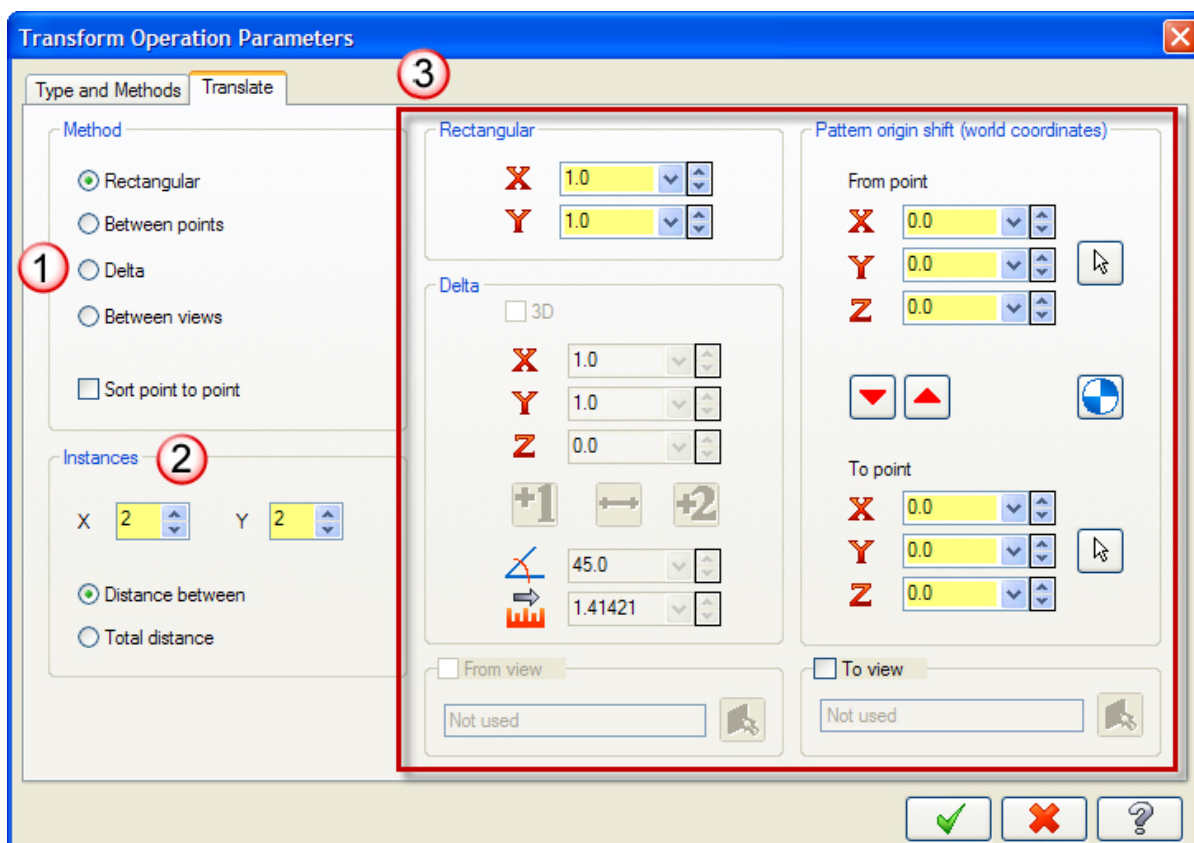 Transform Operation Parameters
3
Type and Methods
Translate
Method
Rectangular
Between points
1
Delta
Between views
Sort point to point
Instances
2
X 2 Y 2
Distance between
Total distance
Rectangular
X 1.0
Y 1.0
Delta
3D
X 1.0
Y 1.0
Z 0.0
+1 +2
45.0
1.41421
From view
Not used
Pattern origin shift (world coordinates)
From point
X 0.0
Y 0.0
Z 0.0
To point
X 0.0
Y 0.0
Z 0.0
To view
Not used
?